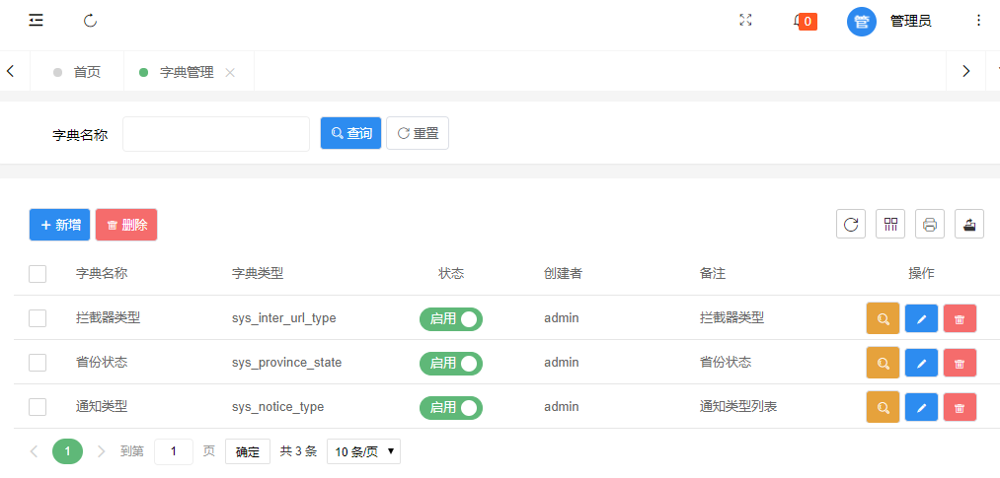 0 管 管理员
首页 字典管理
字典名称 查询 重置
新增 删除
字典名称 字典类型 状态 创建者 备注 操作
拦截器类型 sys_inter_url_type 启用 admin 拦截器类型
省份状态 sys_province_state 启用 admin 省份状态
通知类型 sys_notice_type 启用 admin 通知类型列表
1 到第 1 页 确定 共 3 条 10 条/页